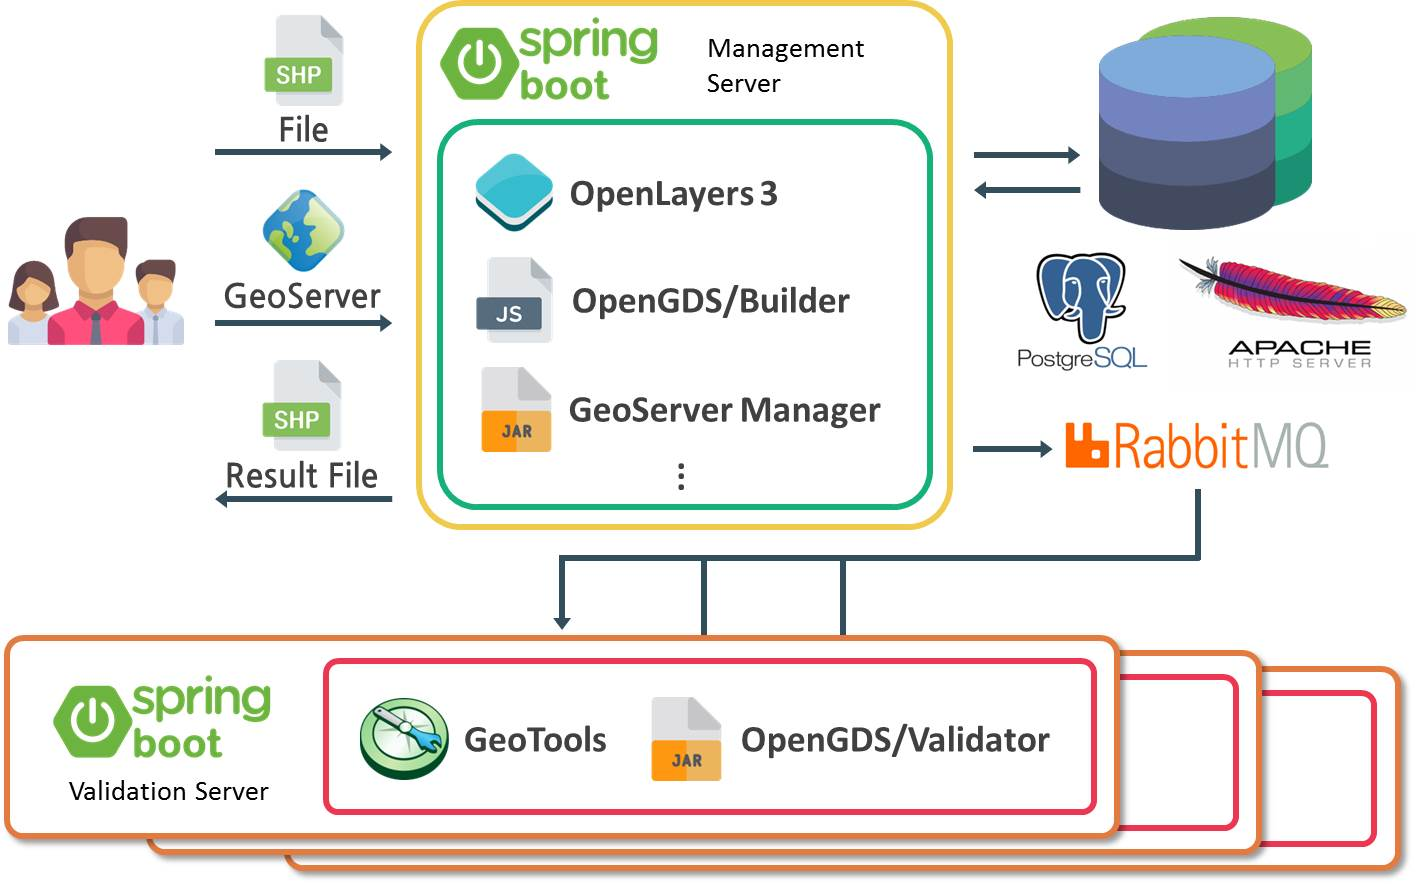 SHP
File
GeoServer
SHP
Result File
spring
boot
Management
Server
OpenLayers 3
JS
OpenGDS/Builder
JAR
GeoServer Manager
PostgreSQL
APACHE
HTTP SERVER
RabbitMQ
spring
boot
Validation Server
GeoTools
JAR
OpenGDS/Validator